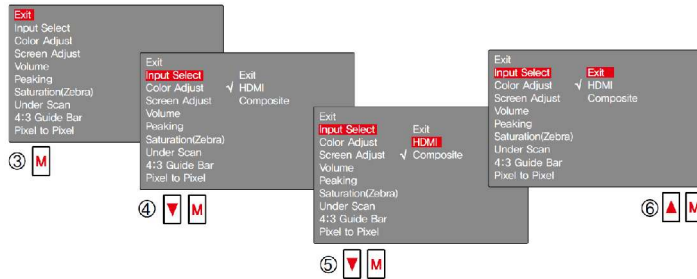 Exit
Input Select
Color Adjust
Screen Adjust
Volume
Peaking
Saturation(Zebra)
Under Scan
4:3 Guide Bar
Pixel to Pixel
③ M
Exit
Input Select Exit
Color Adjust √ HDMI
Screen Adjust Composite
Volume
Peaking
Saturation(Zebra)
Under Scan
4:3 Guide Bar
Pixel to Pixel
④ ▼ M
Exit
Input Select Exit
Color Adjust HDMI
Screen Adjust √ Composite
Volume
Peaking
Saturation(Zebra)
Under Scan
4:3 Guide Bar
Pixel to Pixel
⑤ ▼ M
Exit
Input Select Exit
Color Adjust √ HDMI
Screen Adjust Composite
Volume
Peaking
Saturation(Zebra)
Under Scan
4:3 Guide Bar
Pixel to Pixel
⑥ ▲ M